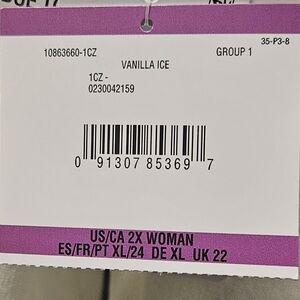 35-P3-8
10863660-1CZ GROUP 1
VANILLA ICE
1CZ -
0230042159
0 91307 85369 7
US/CA 2X WOMAN
ES/FR/PT XL/24 DE XL UK 22